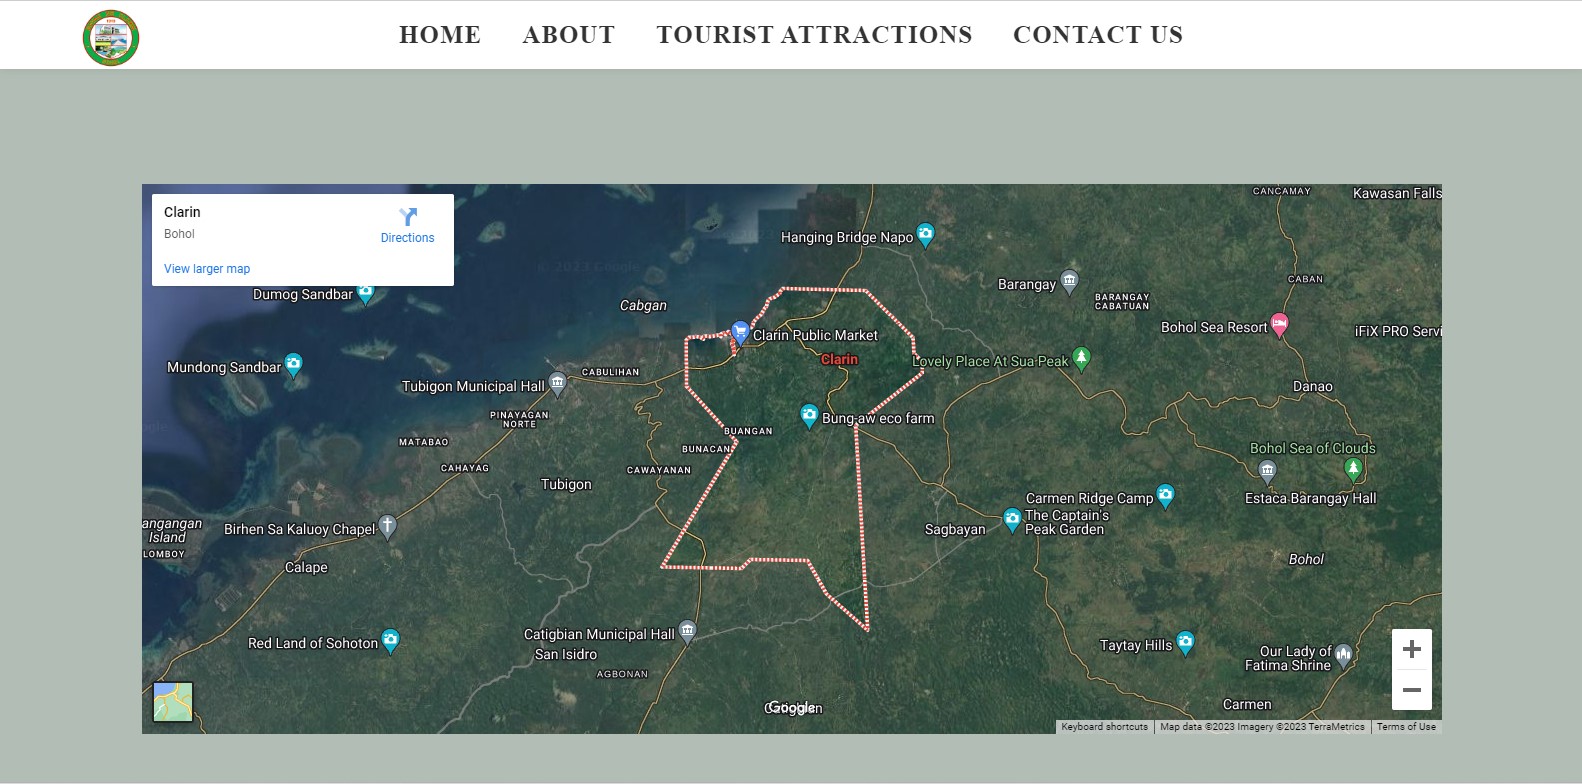 HOME ABOUT TOURIST ATTRACTIONS CONTACT US
Clarin
Bohol
Directions
View larger map
CANCAMAY
Kawasan Falls
Hanging Bridge Napo
© 2023 Google
Dumog Sandbar
Cabgan
Barangay
BARANGAY
CABATUAN
CABAN
Clarin Public Market
Bohol Sea Resort
iFiX PRO Servi
Clarin
Lovely Place At Sua Peak
Mundong Sandbar
CABULIHAN
Tubigon Municipal Hall
Danao
PINAYAGAN
NORTE
Bung-aw eco farm
BUANGAN
MATABAO
BUNACAN
Bohol Sea of Clouds
CAHAYAG
CAWAYANAN
Tubigon
Carmen Ridge Camp
Estaca Barangay Hall
The Captain's
Peak Garden
angangan
Island
LOMBOY
Birhen Sa Kaluoy Chapel
Sagbayan
Calape
Bohol
Catigbian Municipal Hall
San Isidro
Red Land of Sohoton
Taytay Hills
Our Lady of
Fatima Shrine
AGBONAN
Google
Carmen
Keyboard shortcuts
Map data ©2023 Imagery ©2023 TerraMetrics
Terms of Use